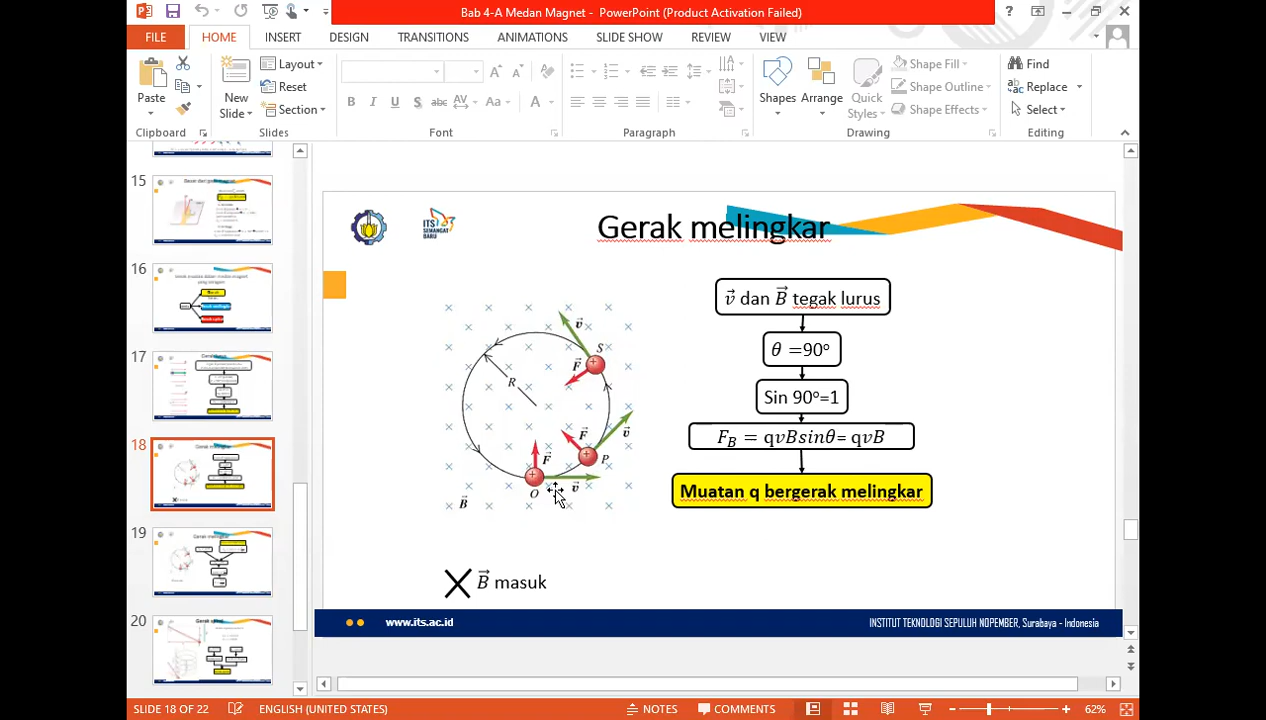 Bab 4-A Medan Magnet - PowerPoint (Product Activation Failed)
FILE HOME INSERT DESIGN TRANSITIONS ANIMATIONS SLIDE SHOW REVIEW VIEW
Paste
New Slide
Layout
Reset
Section
B I U S abc AV Aa A
Shapes
Arrange
Quick Styles
Shape Fill
Shape Outline
Shape Effects
Find
Replace
Select
Clipboard Slides Font Paragraph Drawing Editing
15
16
17
18
19
20
ITS
SEMANGAT
BARU
Gerak melingkar
v⃗ dan B⃗ tegak lurus
θ =90°
Sin 90°=1
F_B = qvBsinθ= qvB
Muatan q bergerak melingkar
v⃗
S
F⃗
R
F⃗
v⃗
P
F⃗
v⃗
O
B⃗
B⃗ masuk
www.its.ac.id
INSTITUT TEKNOLOGI SEPULUH NOPEMBER, Surabaya - Indonesia
SLIDE 18 OF 22 ENGLISH (UNITED STATES) NOTES COMMENTS 62%